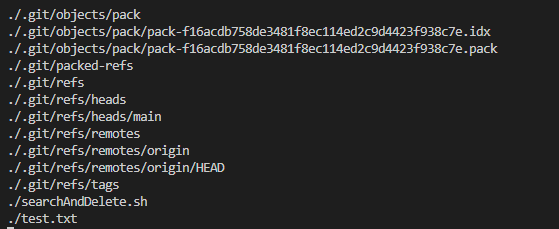 ./.git/objects/pack
./.git/objects/pack/pack-f16acdb758de3481f8ec114ed2c9d4423f938c7e.idx
./.git/objects/pack/pack-f16acdb758de3481f8ec114ed2c9d4423f938c7e.pack
./.git/packed-refs
./.git/refs
./.git/refs/heads
./.git/refs/heads/main
./.git/refs/remotes
./.git/refs/remotes/origin
./.git/refs/remotes/origin/HEAD
./.git/refs/tags
./searchAndDelete.sh
./test.txt